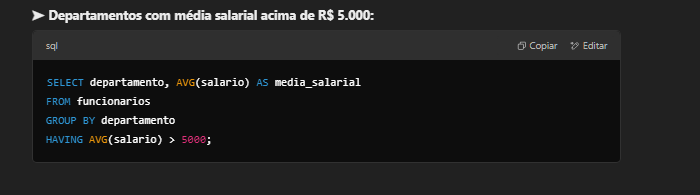 ➤ Departamentos com média salarial acima de R$ 5.000:
sql Copiar Editar
SELECT departamento, AVG(salario) AS media_salarial
FROM funcionarios
GROUP BY departamento
HAVING AVG(salario) > 5000;